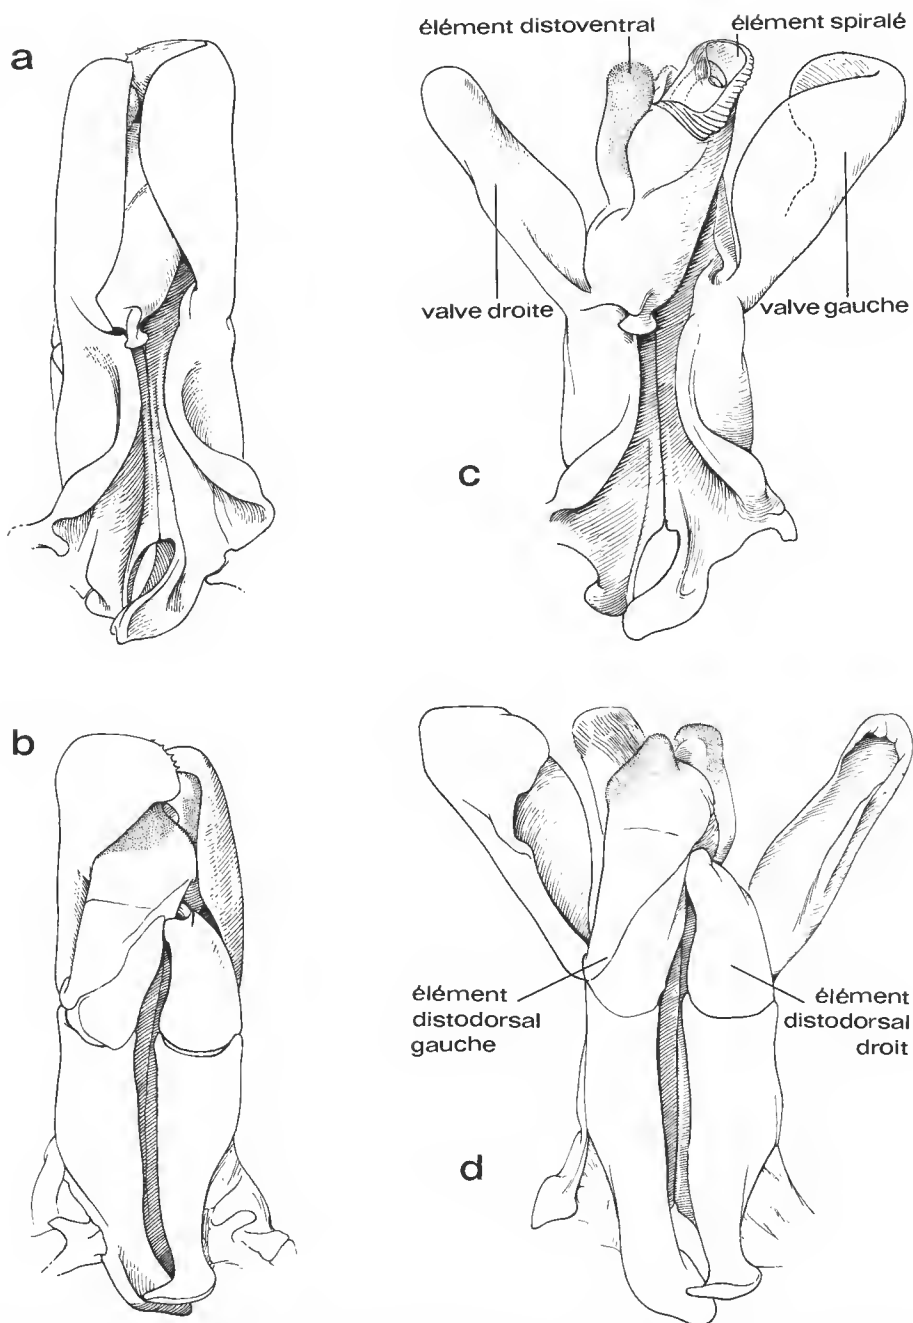 a
élément distoventral
élément spiralé
valve droite
valve gauche
c
b
élément
distodorsal
gauche
élément
distodorsal
droit
d